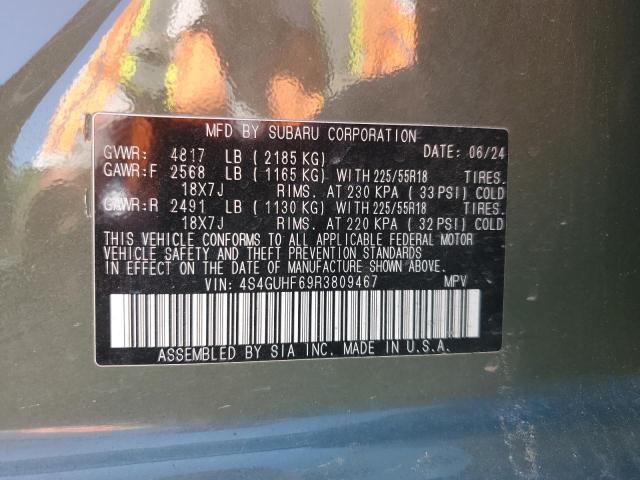 MFD BY SUBARU CORPORATION
GVWR: 4817 LB (2185 KG) DATE: 06/24
GAWR:F 2568 LB (1165 KG) WITH 225/55R18 TIRES.
18X7J RIMS. AT 230 KPA (33 PSI) COLD
GAWR:R 2491 LB (1130 KG) WITH 225/55R18 TIRES.
18X7J RIMS. AT 220 KPA (32 PSI) COLD
THIS VEHICLE CONFORMS TO ALL APPLICABLE FEDERAL MOTOR
VEHICLE SAFETY AND THEFT PREVENTION STANDARDS
IN EFFECT ON THE DATE OF MANUFACTURE SHOWN ABOVE.
VIN: 4S4GUHF69R3809467 MPV
ASSEMBLED BY SIA INC. MADE IN U.S.A.